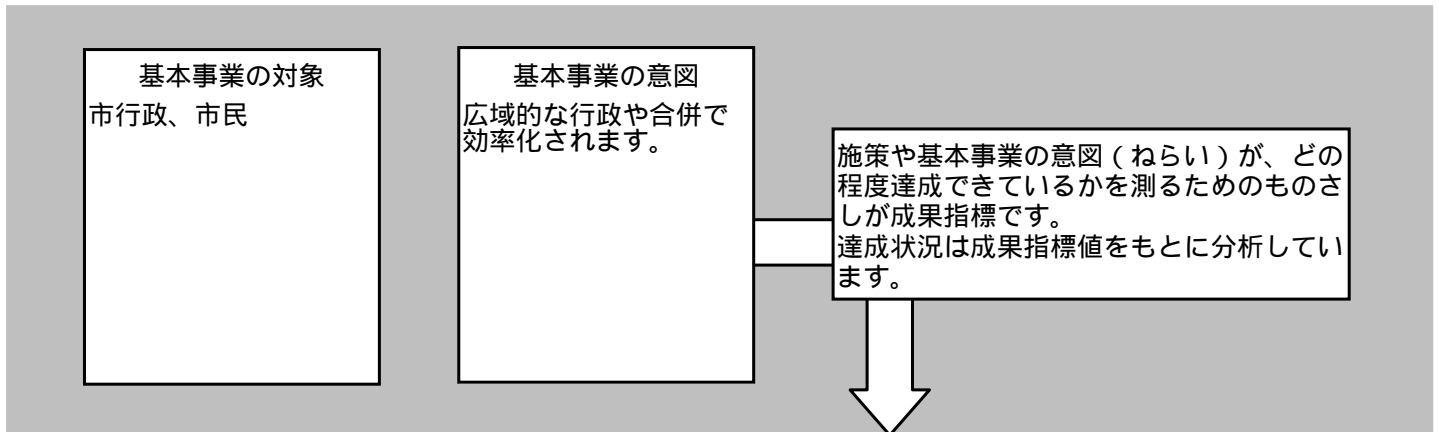 基本事業の対象
市行政、市民
基本事業の意図
広域的な行政や合併で
効率化されます。
施策や基本事業の意図（ねらい）が、どの
程度達成できているかを測るためのものさ
しが成果指標です。
達成状況は成果指標値をもとに分析してい
ます。